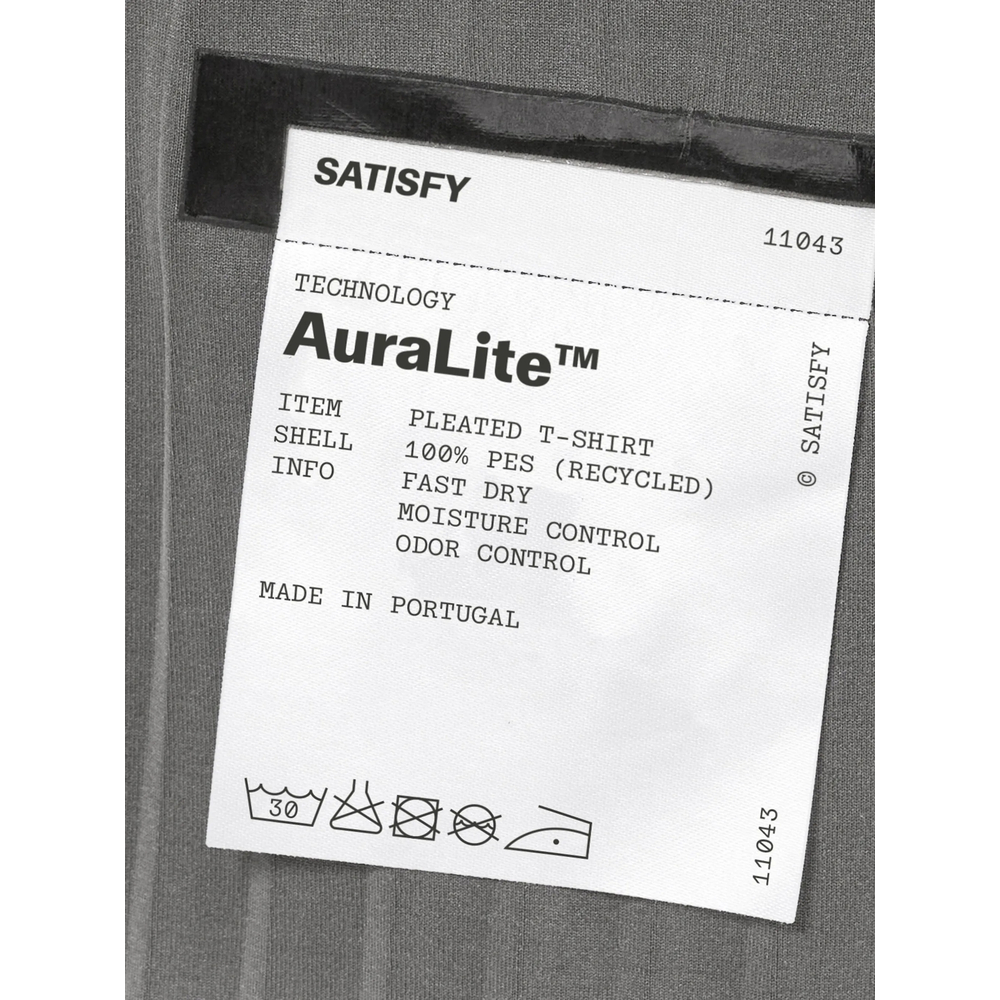 SATISFY
11043
TECHNOLOGY
AuraLite™
ITEM PLEATED T-SHIRT
SHELL 100% PES (RECYCLED)
INFO FAST DRY
MOISTURE CONTROL
ODOR CONTROL
MADE IN PORTUGAL
© SATISFY
30
11043